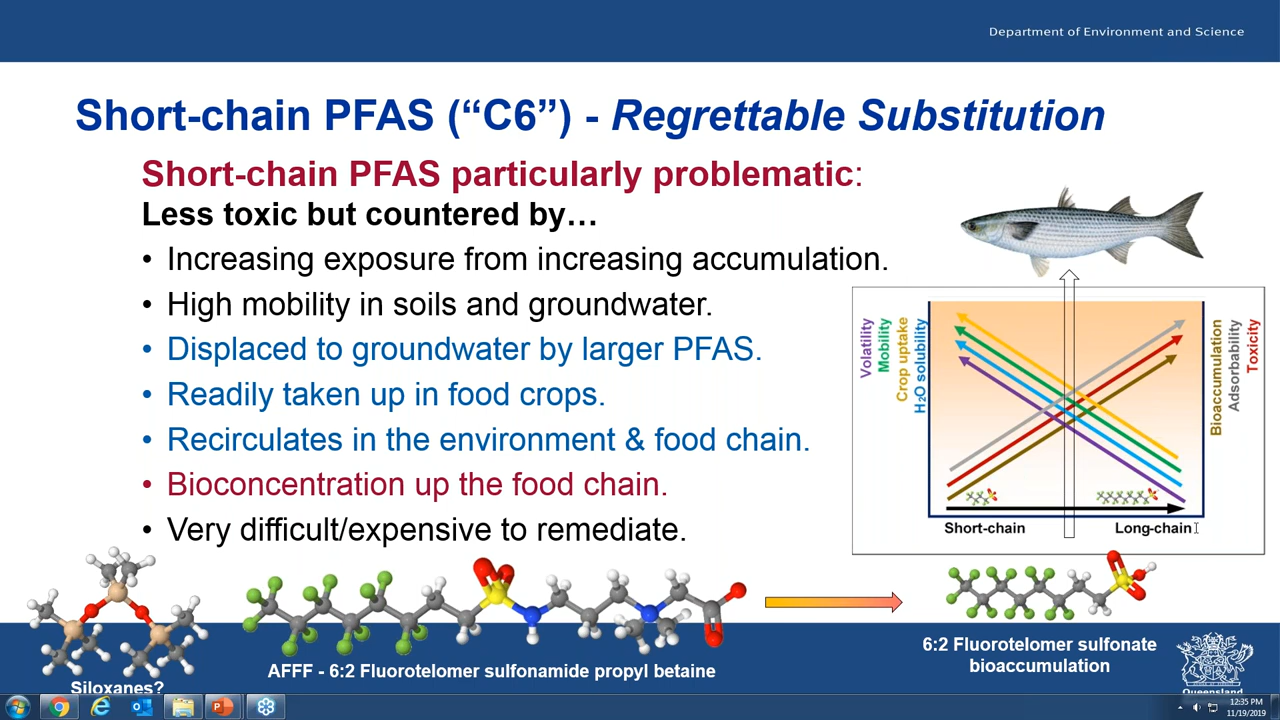 Department of Environment and Science
Short-chain PFAS (“C6”) - Regrettable Substitution
Short-chain PFAS particularly problematic:
Less toxic but countered by…
• Increasing exposure from increasing accumulation.
• High mobility in soils and groundwater.
• Displaced to groundwater by larger PFAS.
• Readily taken up in food crops.
• Recirculates in the environment & food chain.
• Bioconcentration up the food chain.
• Very difficult/expensive to remediate.
Volatility
Mobility
Crop uptake
H₂O solubility
Bioaccumulation
Adsorbability
Toxicity
Short-chain
Long-chain
Siloxanes?
AFFF - 6:2 Fluorotelomer sulfonamide propyl betaine
6:2 Fluorotelomer sulfonate
bioaccumulation
Queensland
12:35 PM
11/19/2019